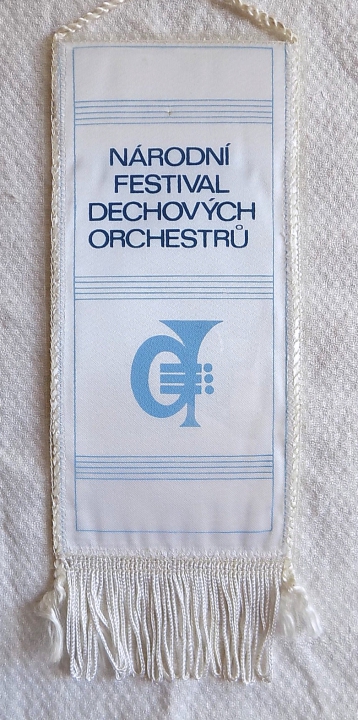 NÁRODNÍ
FESTIVAL
DECHOVÝCH
ORCHESTRŮ